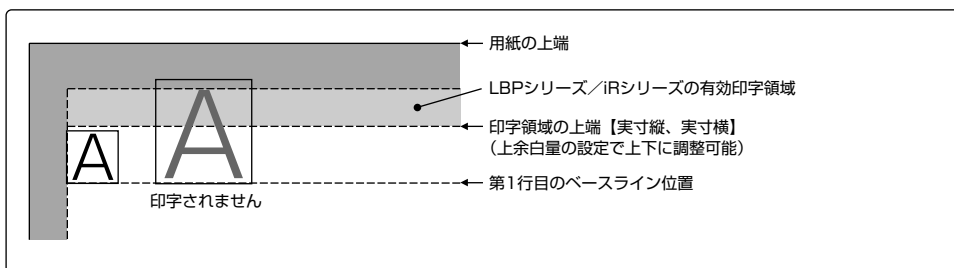 用紙の上端
LBPシリーズ／iRシリーズの有効印字領域
印字領域の上端【実寸縦、実寸横】
（上余白量の設定で上下に調整可能）
第1行目のベースライン位置
A
A
印字されません